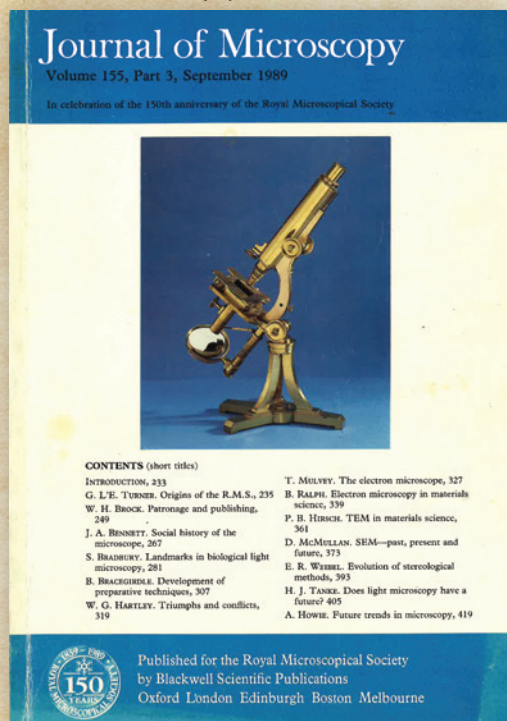 Journal of Microscopy
Volume 155, Part 3, September 1989
In celebration of the 150th anniversary of the Royal Microscopical Society
CONTENTS (short titles)
INTRODUCTION, 233
G. L'E. TURNER. Origins of the R.M.S., 235
W. H. BROCK. Patronage and publishing,
249
J. A. BENNETT. Social history of the
microscope, 267
S. BRADBURY. Landmarks in biological light
microscopy, 281
B. BRACEGIRDLE. Development of
preparative techniques, 307
W. G. HARTLEY. Triumphs and conflicts,
319
T. MULVEY. The electron microscope, 327
B. RALPH. Electron microscopy in materials
science, 339
P. B. HIRSCH. TEM in materials science,
361
D. MCMULLAN. SEM—past, present and
future, 373
E. R. WEIBEL. Evolution of stereological
methods, 393
H. J. TANKE. Does light microscopy have a
future? 405
A. HOWIE. Future trends in microscopy, 419
1839–1989
150
YEARS
ROYAL MICROSCOPICAL SOCIETY
Published for the Royal Microscopical Society
by Blackwell Scientific Publications
Oxford London Edinburgh Boston Melbourne